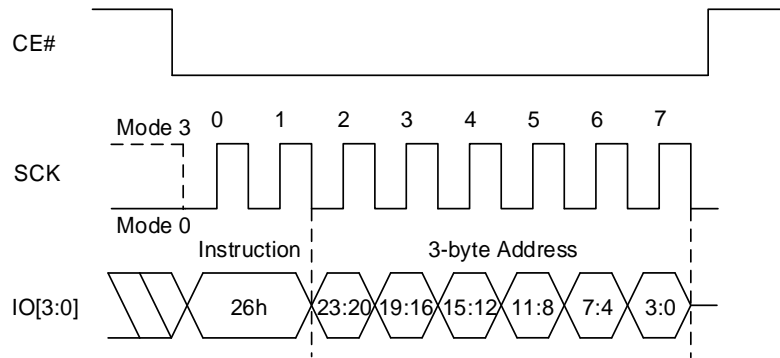 CE#
Mode 3
0 1 2 3 4 5 6 7
SCK
Mode 0
Instruction 3-byte Address
IO[3:0] 26h 23:20 19:16 15:12 11:8 7:4 3:0